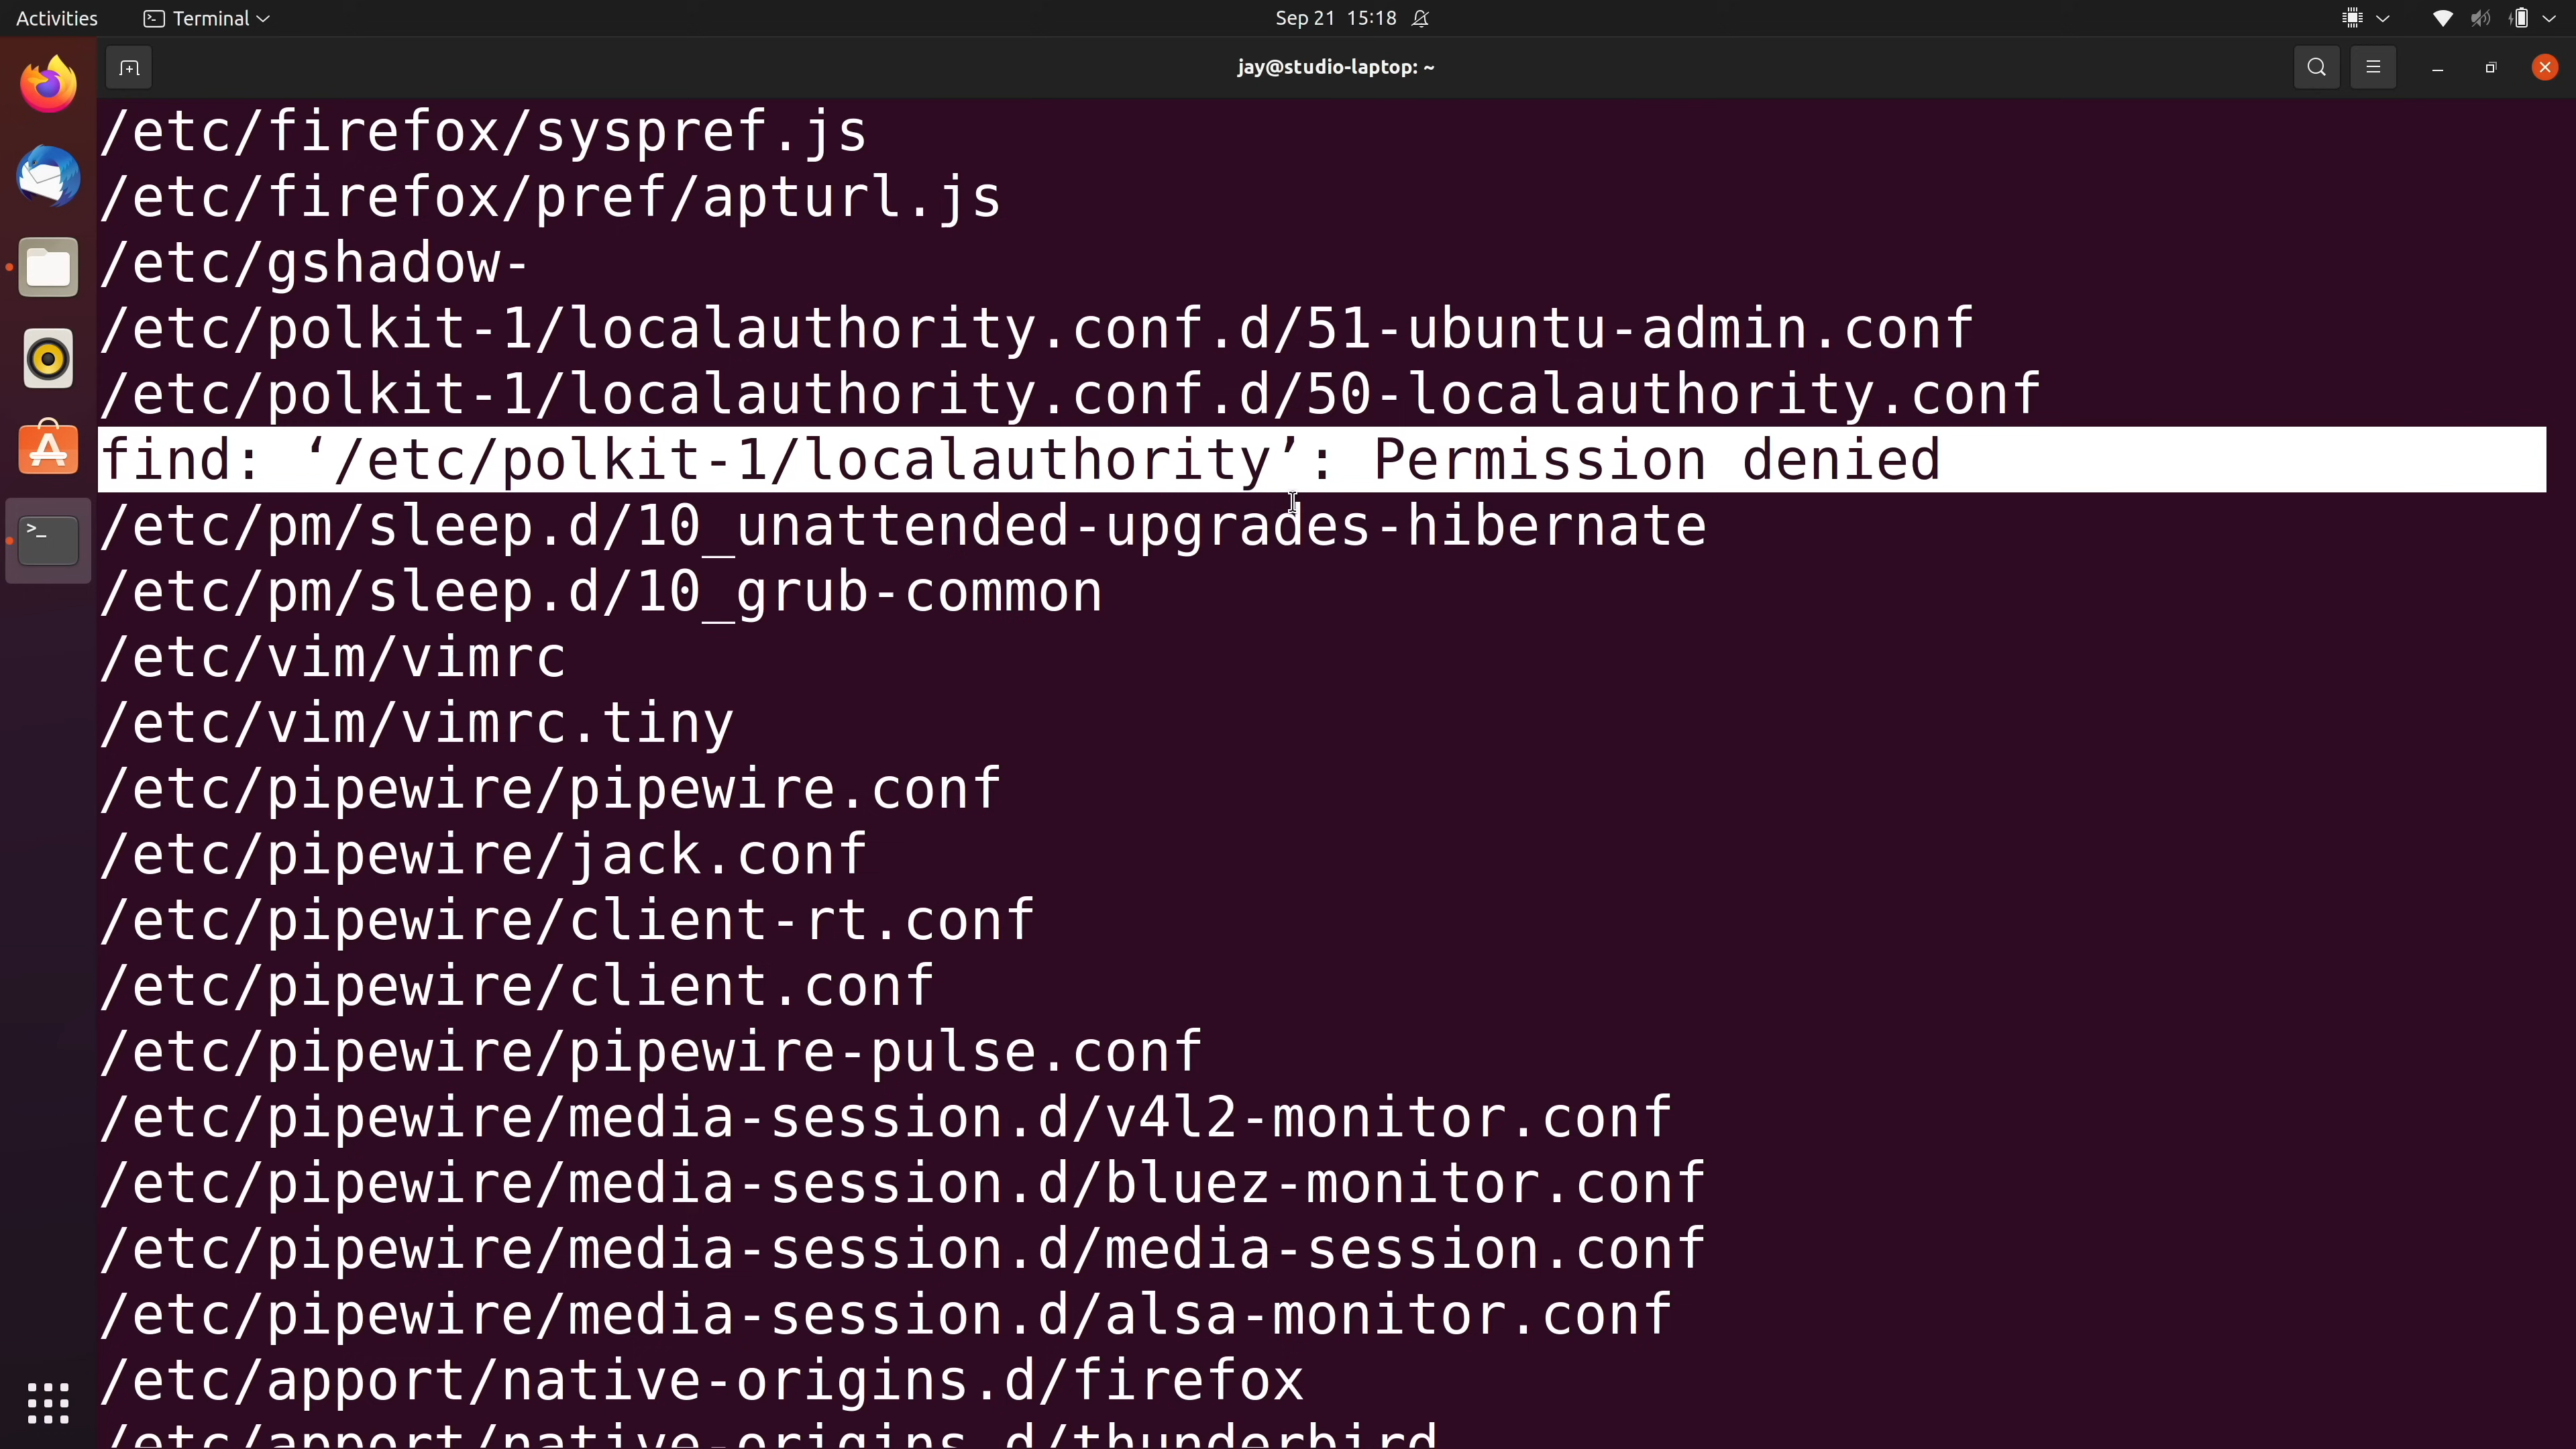 Activities Terminal Sep 21 15:18
jay@studio-laptop: ~
/etc/firefox/syspref.js
/etc/firefox/pref/apturl.js
/etc/gshadow-
/etc/polkit-1/localauthority.conf.d/51-ubuntu-admin.conf
/etc/polkit-1/localauthority.conf.d/50-localauthority.conf
find: ‘/etc/polkit-1/localauthority’: Permission denied
/etc/pm/sleep.d/10_unattended-upgrades-hibernate
/etc/pm/sleep.d/10_grub-common
/etc/vim/vimrc
/etc/vim/vimrc.tiny
/etc/pipewire/pipewire.conf
/etc/pipewire/jack.conf
/etc/pipewire/client-rt.conf
/etc/pipewire/client.conf
/etc/pipewire/pipewire-pulse.conf
/etc/pipewire/media-session.d/v4l2-monitor.conf
/etc/pipewire/media-session.d/bluez-monitor.conf
/etc/pipewire/media-session.d/media-session.conf
/etc/pipewire/media-session.d/alsa-monitor.conf
/etc/apport/native-origins.d/firefox
/etc/apport/native-origins.d/thunderbird